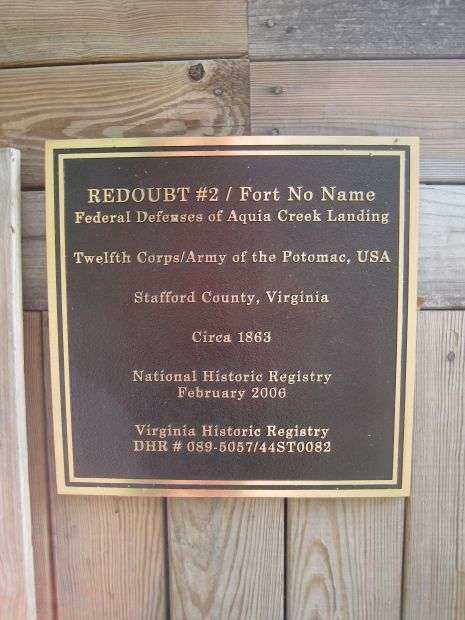 REDOUBT #2 / Fort No Name
Federal Defenses of Aquia Creek Landing
Twelfth Corps/Army of the Potomac, USA
Stafford County, Virginia
Circa 1863
National Historic Registry
February 2006
Virginia Historic Registry
DHR # 089-5057/44ST0082